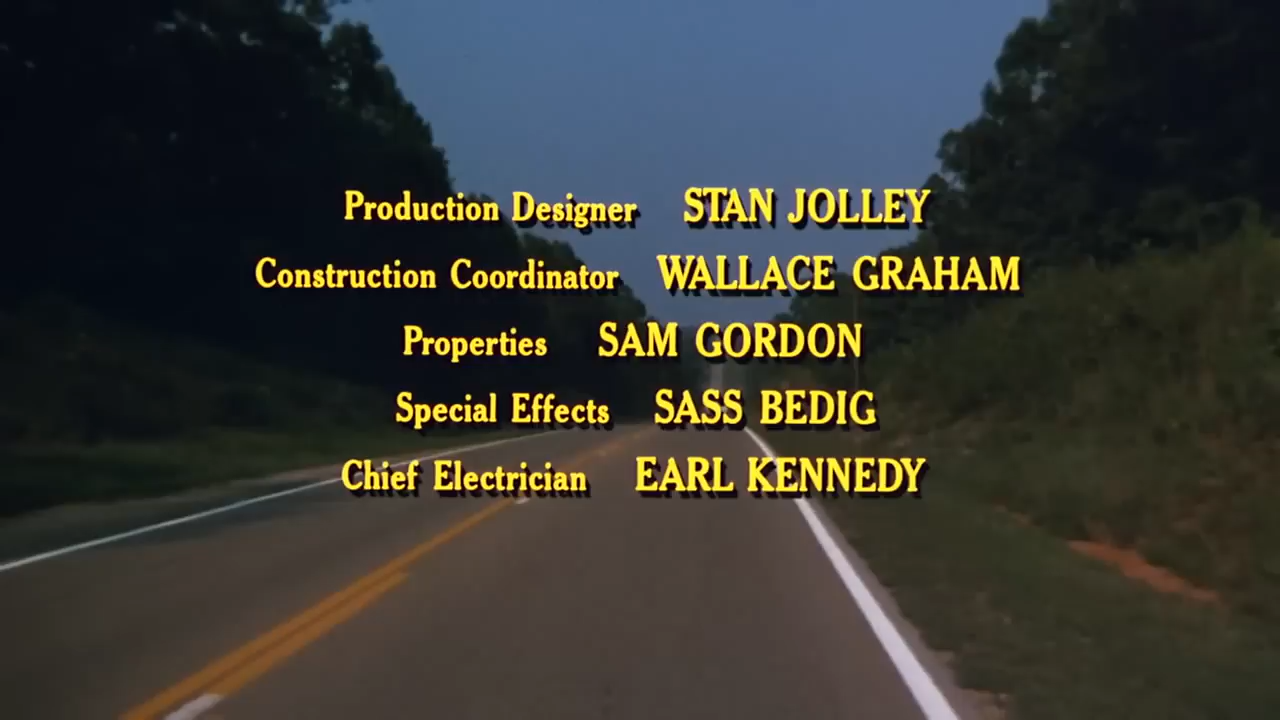 Production Designer STAN JOLLEY
Construction Coordinator WALLACE GRAHAM
Properties SAM GORDON
Special Effects SASS BEDIG
Chief Electrician EARL KENNEDY